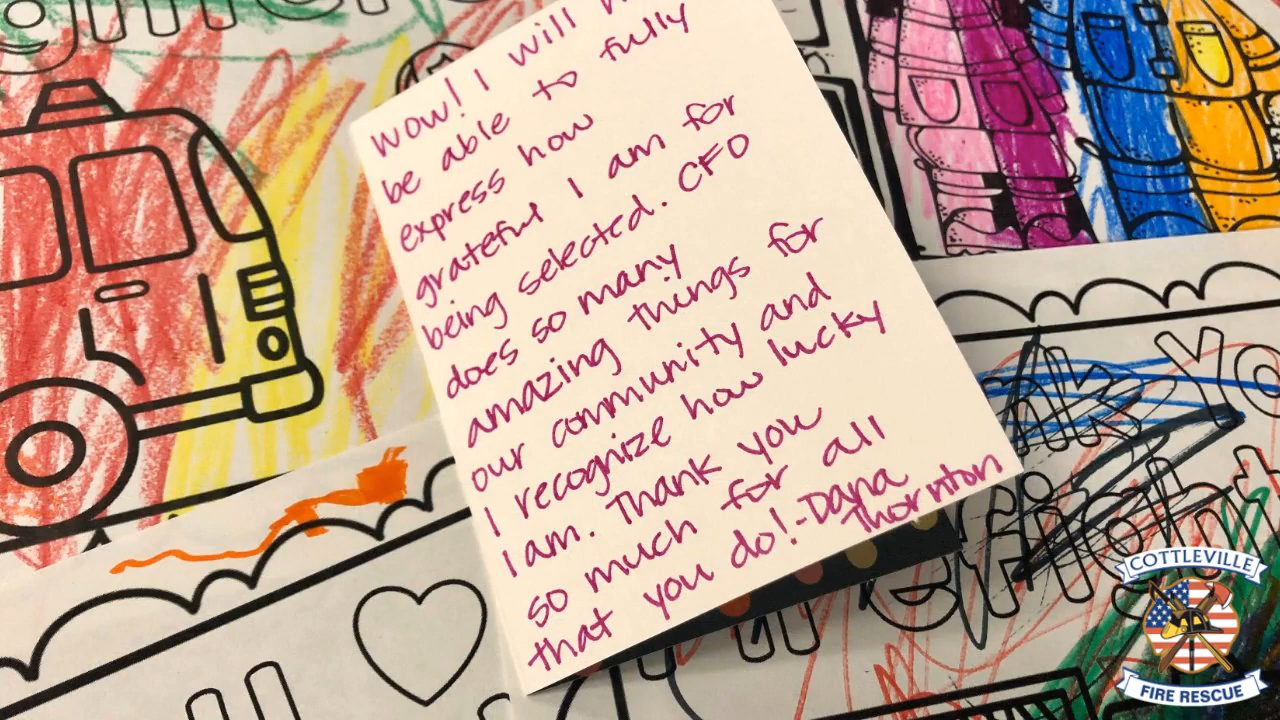 wow! I will
be able to fully
express how
grateful I am for
being selected. CFD
does so many
amazing things for
our community and
I recognize how lucky
I am. Thank you
so much for all
that you do! -Dana
Thornton
COTTLEVILLE
FIRE RESCUE